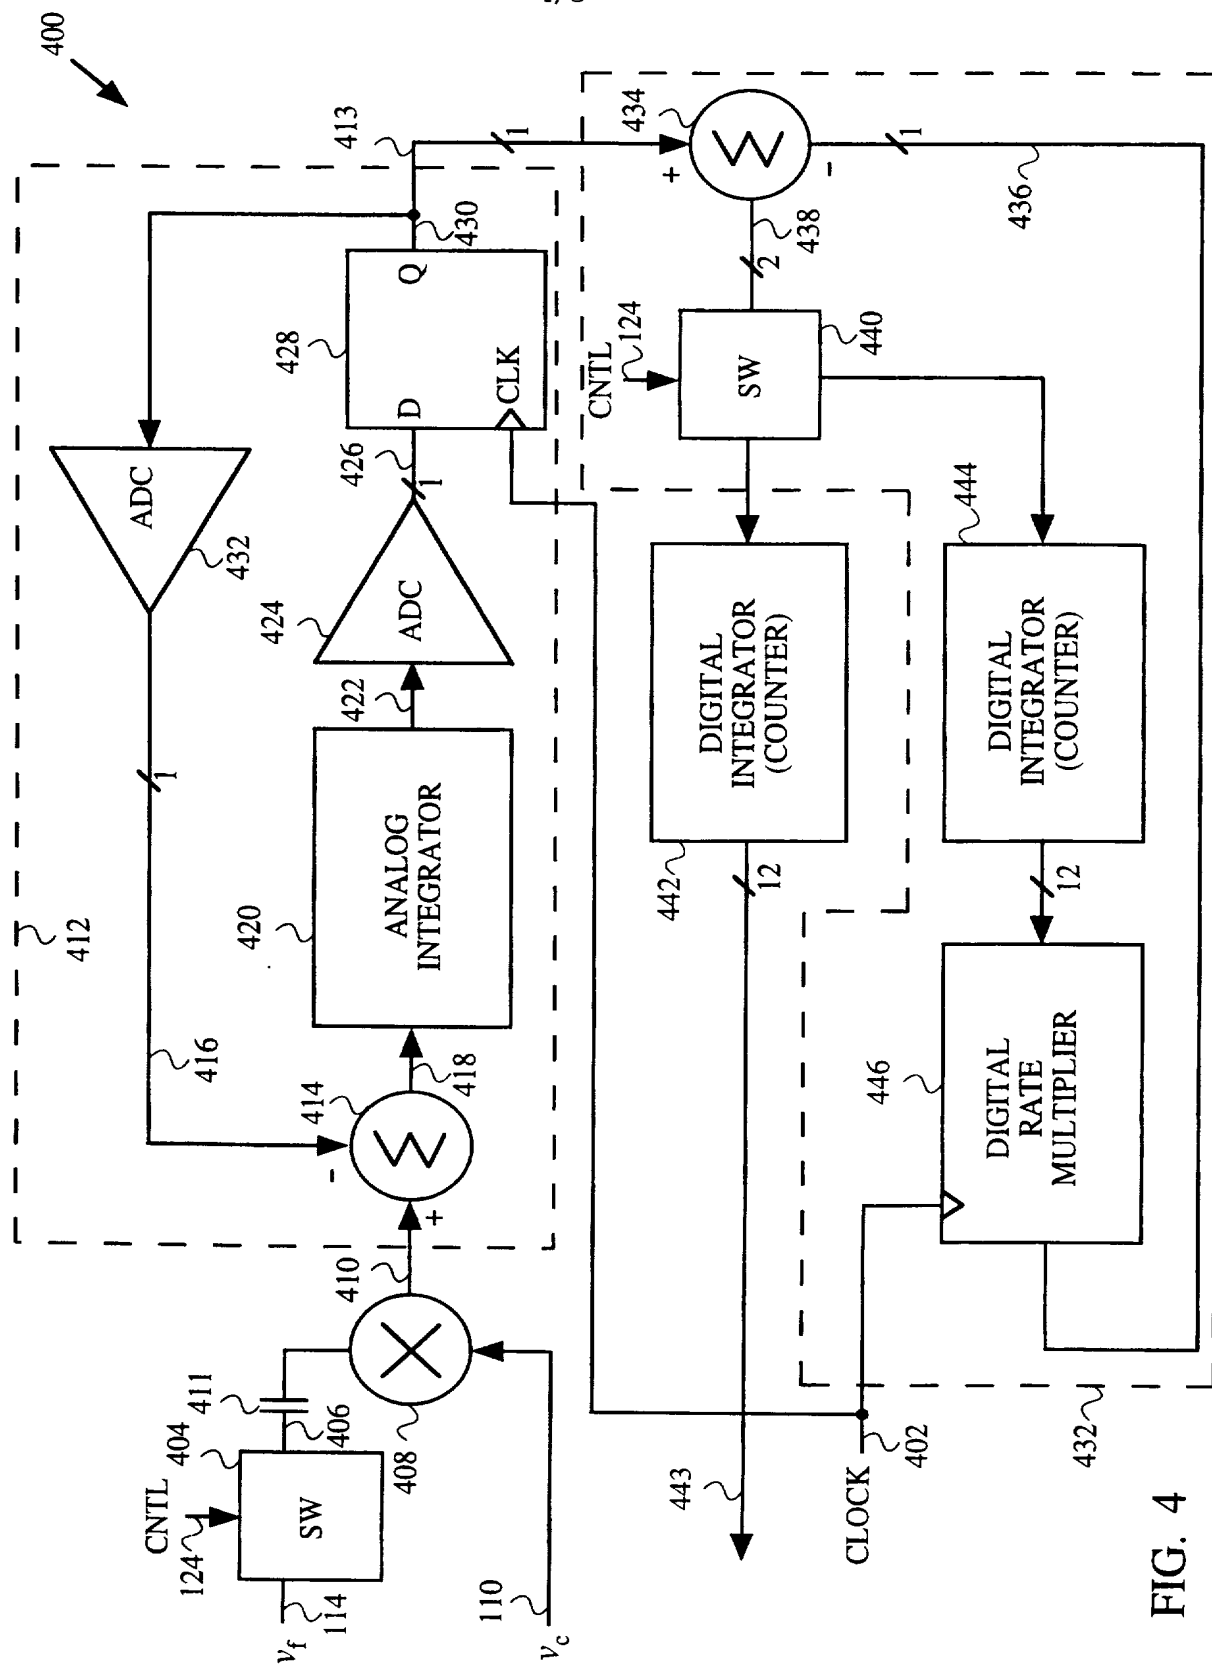 400
412
416
1
432
ADC
v_f
114
124
CNTL
SW
404
406
411
408
410
v_c
110
+
-
414
418
420
ANALOG
INTEGRATOR
422
424
ADC
426
1
428
D
Q
CLK
430
413
1
+
434
-
1
436
438
2
CNTL
124
SW
440
442
DIGITAL
INTEGRATOR
(COUNTER)
12
443
444
DIGITAL
INTEGRATOR
(COUNTER)
12
446
DIGITAL
RATE
MULTIPLIER
CLOCK
402
432
FIG. 4